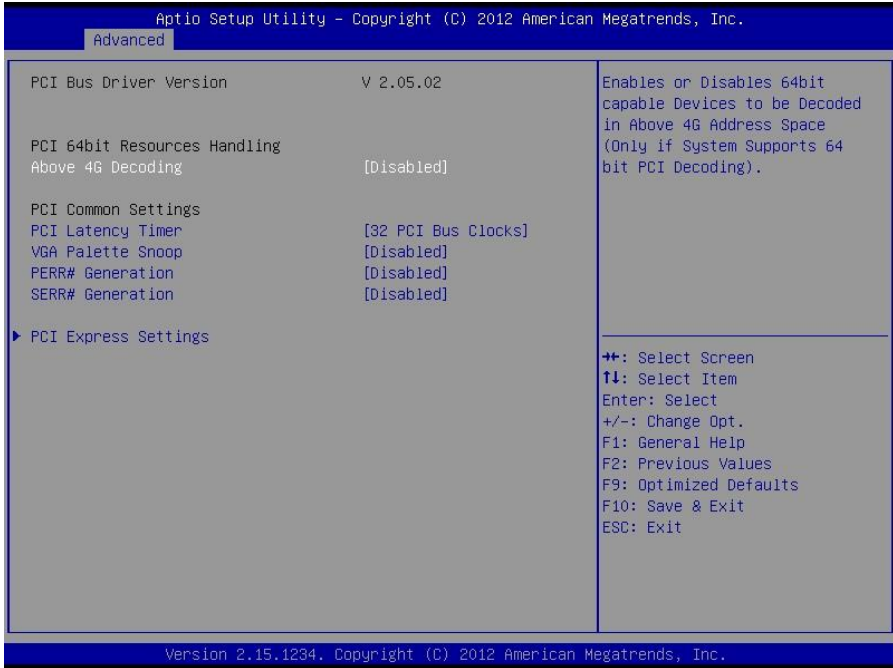 Aptio Setup Utility – Copyright (C) 2012 American Megatrends, Inc.
Advanced
PCI Bus Driver Version V 2.05.02
PCI 64bit Resources Handling
Above 4G Decoding [Disabled]
PCI Common Settings
PCI Latency Timer [32 PCI Bus Clocks]
VGA Palette Snoop [Disabled]
PERR# Generation [Disabled]
SERR# Generation [Disabled]
▶ PCI Express Settings
Enables or Disables 64bit
capable Devices to be Decoded
in Above 4G Address Space
(Only if System Supports 64
bit PCI Decoding).
→←: Select Screen
↑↓: Select Item
Enter: Select
+/-: Change Opt.
F1: General Help
F2: Previous Values
F9: Optimized Defaults
F10: Save & Exit
ESC: Exit
Version 2.15.1234. Copyright (C) 2012 American Megatrends, Inc.